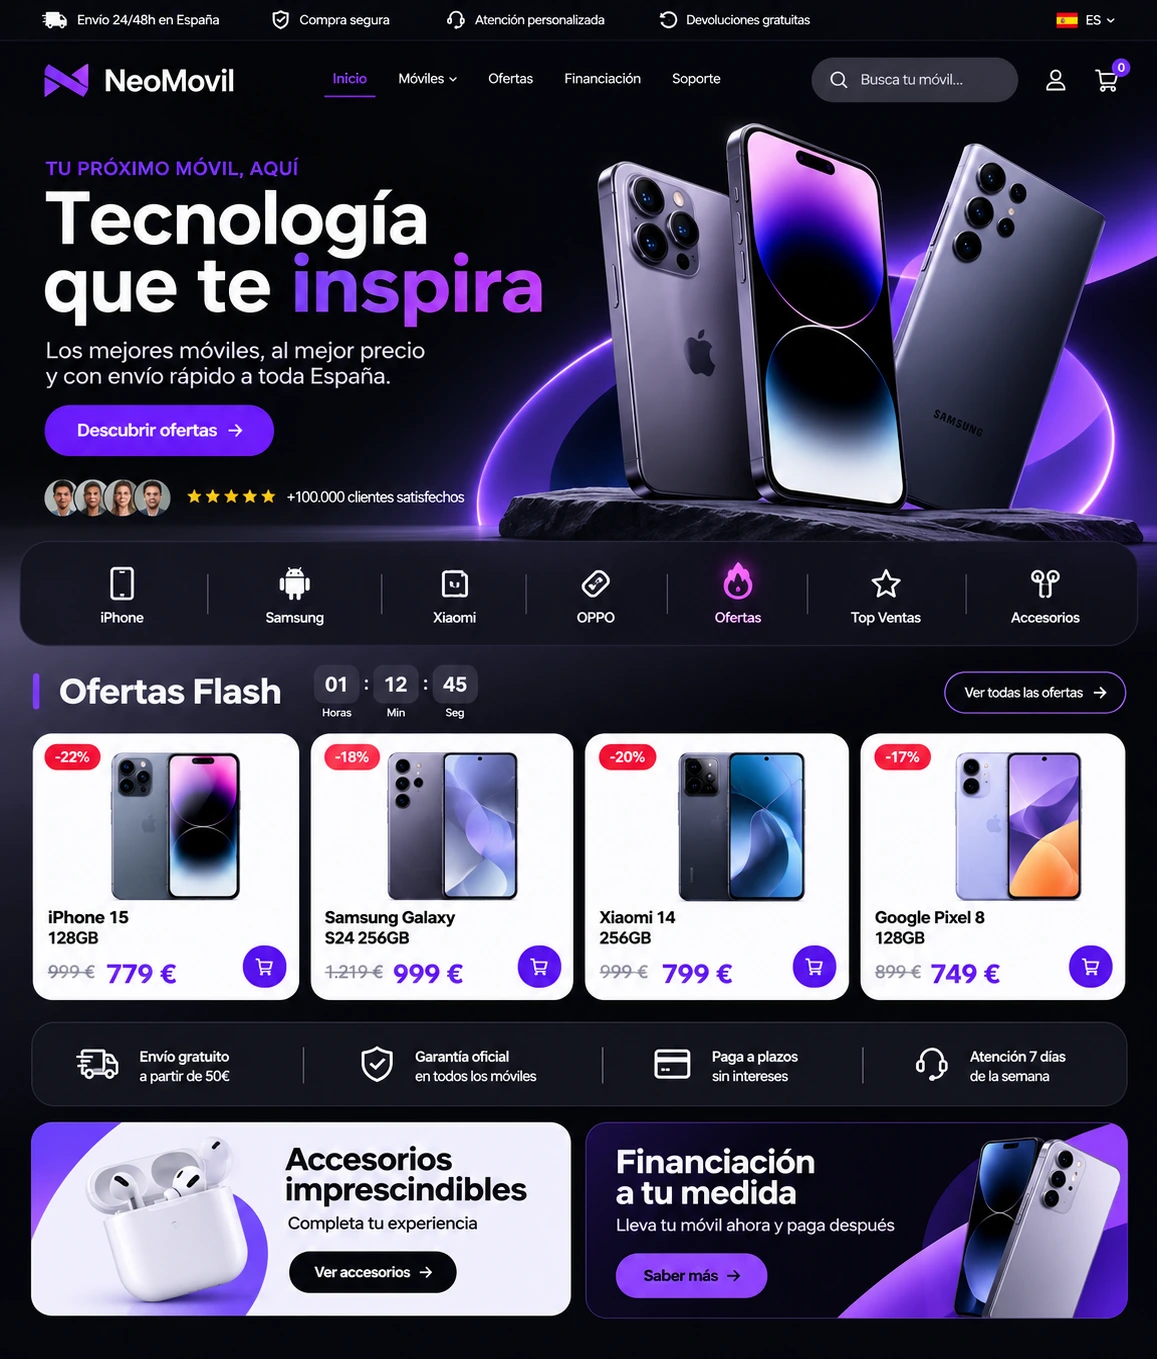 Envío 24/48h en España
Compra segura
Atención personalizada
Devoluciones gratuitas
ES
NeoMovil
Inicio
Móviles
Ofertas
Financiación
Soporte
Busca tu móvil...
0
TU PRÓXIMO MÓVIL, AQUÍ
Tecnología
que te inspira
Los mejores móviles, al mejor precio
y con envío rápido a toda España.
Descubrir ofertas →
+100.000 clientes satisfechos
SAMSUNG
iPhone
Samsung
Xiaomi
OPPO
Ofertas
Top Ventas
Accesorios
Ofertas Flash
01 : 12 : 45
Horas Min Seg
Ver todas las ofertas →
-22%
iPhone 15
128GB
999 € 779 €
-18%
Samsung Galaxy
S24 256GB
1.219 € 999 €
-20%
Xiaomi 14
256GB
999 € 799 €
-17%
Google Pixel 8
128GB
899 € 749 €
Envío gratuito
a partir de 50€
Garantía oficial
en todos los móviles
Paga a plazos
sin intereses
Atención 7 días
de la semana
Accesorios
imprescindibles
Completa tu experiencia
Ver accesorios →
Financiación
a tu medida
Lleva tu móvil ahora y paga después
Saber más →